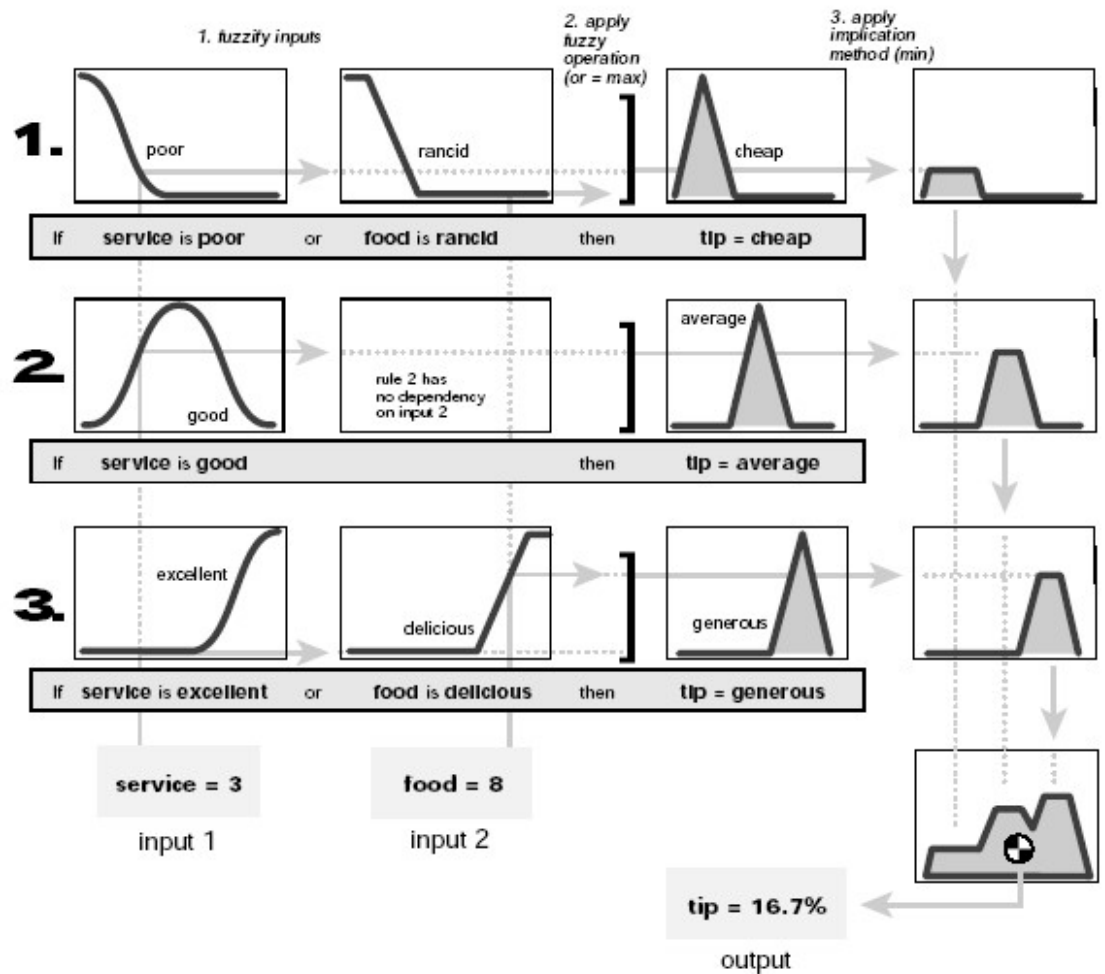 1. fuzzify inputs
2. apply
fuzzy
operation
(or = max)
3. apply
implication
method (min)
1.
poor
rancid
cheap
If service is poor or food is rancid then tip = cheap
2.
good
rule 2 has
no dependency
on input 2
average
If service is good then tip = average
3.
excellent
delicious
generous
If service is excellent or food is delicious then tip = generous
service = 3
food = 8
input 1
input 2
tip = 16.7%
output